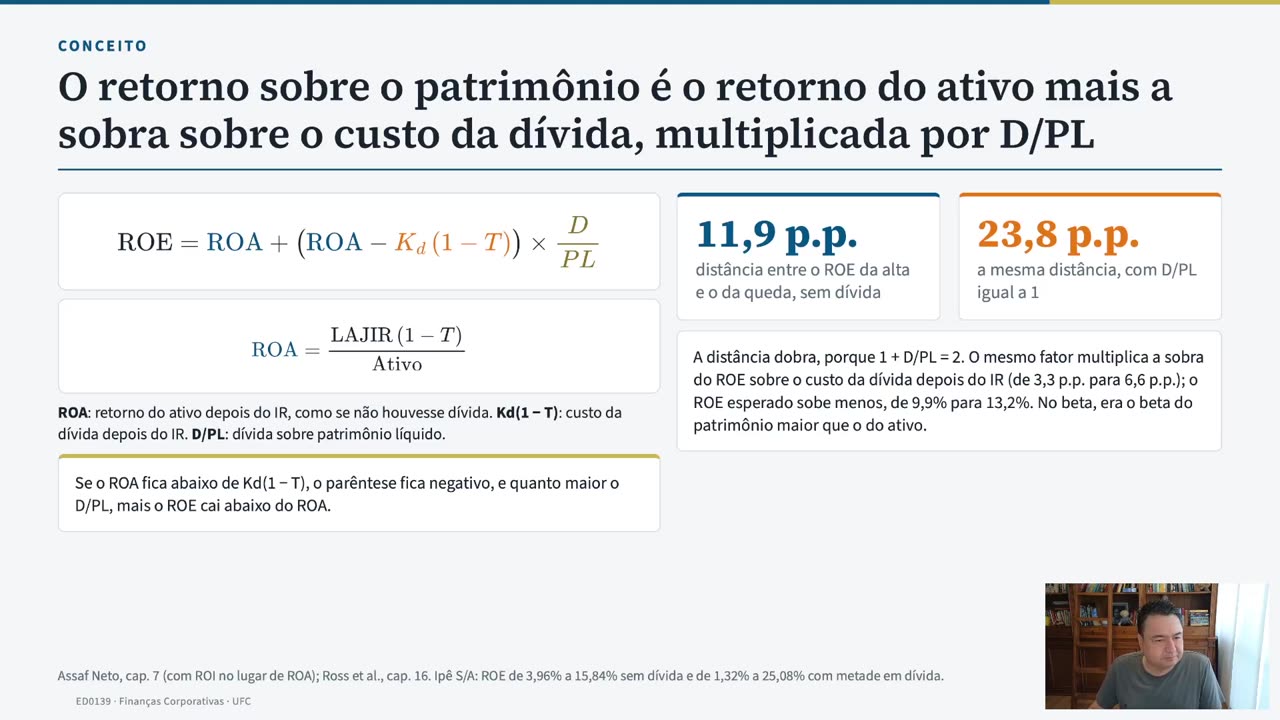 CONCEITO
O retorno sobre o patrimônio é o retorno do ativo mais a
sobra sobre o custo da dívida, multiplicada por D/PL
ROE = ROA + (ROA − K_d (1 − T)) × D/PL
ROA = LAJIR (1 − T) / Ativo
ROA: retorno do ativo depois do IR, como se não houvesse dívida. Kd(1 − T): custo da
dívida depois do IR. D/PL: dívida sobre patrimônio líquido.
Se o ROA fica abaixo de Kd(1 − T), o parêntese fica negativo, e quanto maior o
D/PL, mais o ROE cai abaixo do ROA.
11,9 p.p.
distância entre o ROE da alta
e o da queda, sem dívida
23,8 p.p.
a mesma distância, com D/PL
igual a 1
A distância dobra, porque 1 + D/PL = 2. O mesmo fator multiplica a sobra
do ROE sobre o custo da dívida depois do IR (de 3,3 p.p. para 6,6 p.p.); o
ROE esperado sobe menos, de 9,9% para 13,2%. No beta, era o beta do
patrimônio maior que o do ativo.
Assaf Neto, cap. 7 (com ROI no lugar de ROA); Ross et al., cap. 16. Ipê S/A: ROE de 3,96% a 15,84% sem dívida e de 1,32% a 25,08% com metade em dívida.
ED0139 · Finanças Corporativas · UFC